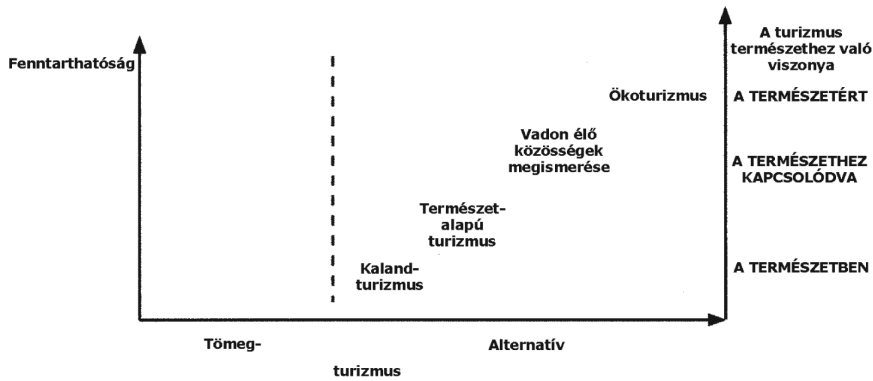 Fenntarthatóság
A turizmus
természethez való
viszonya
Ökoturizmus
A TERMÉSZETÉRT
Vadon élő
közösségek
megismerése
A TERMÉSZETHEZ
KAPCSOLÓDVA
Természet-
alapú
turizmus
Kaland-
turizmus
A TERMÉSZETBEN
Tömeg-
Alternatív
turizmus